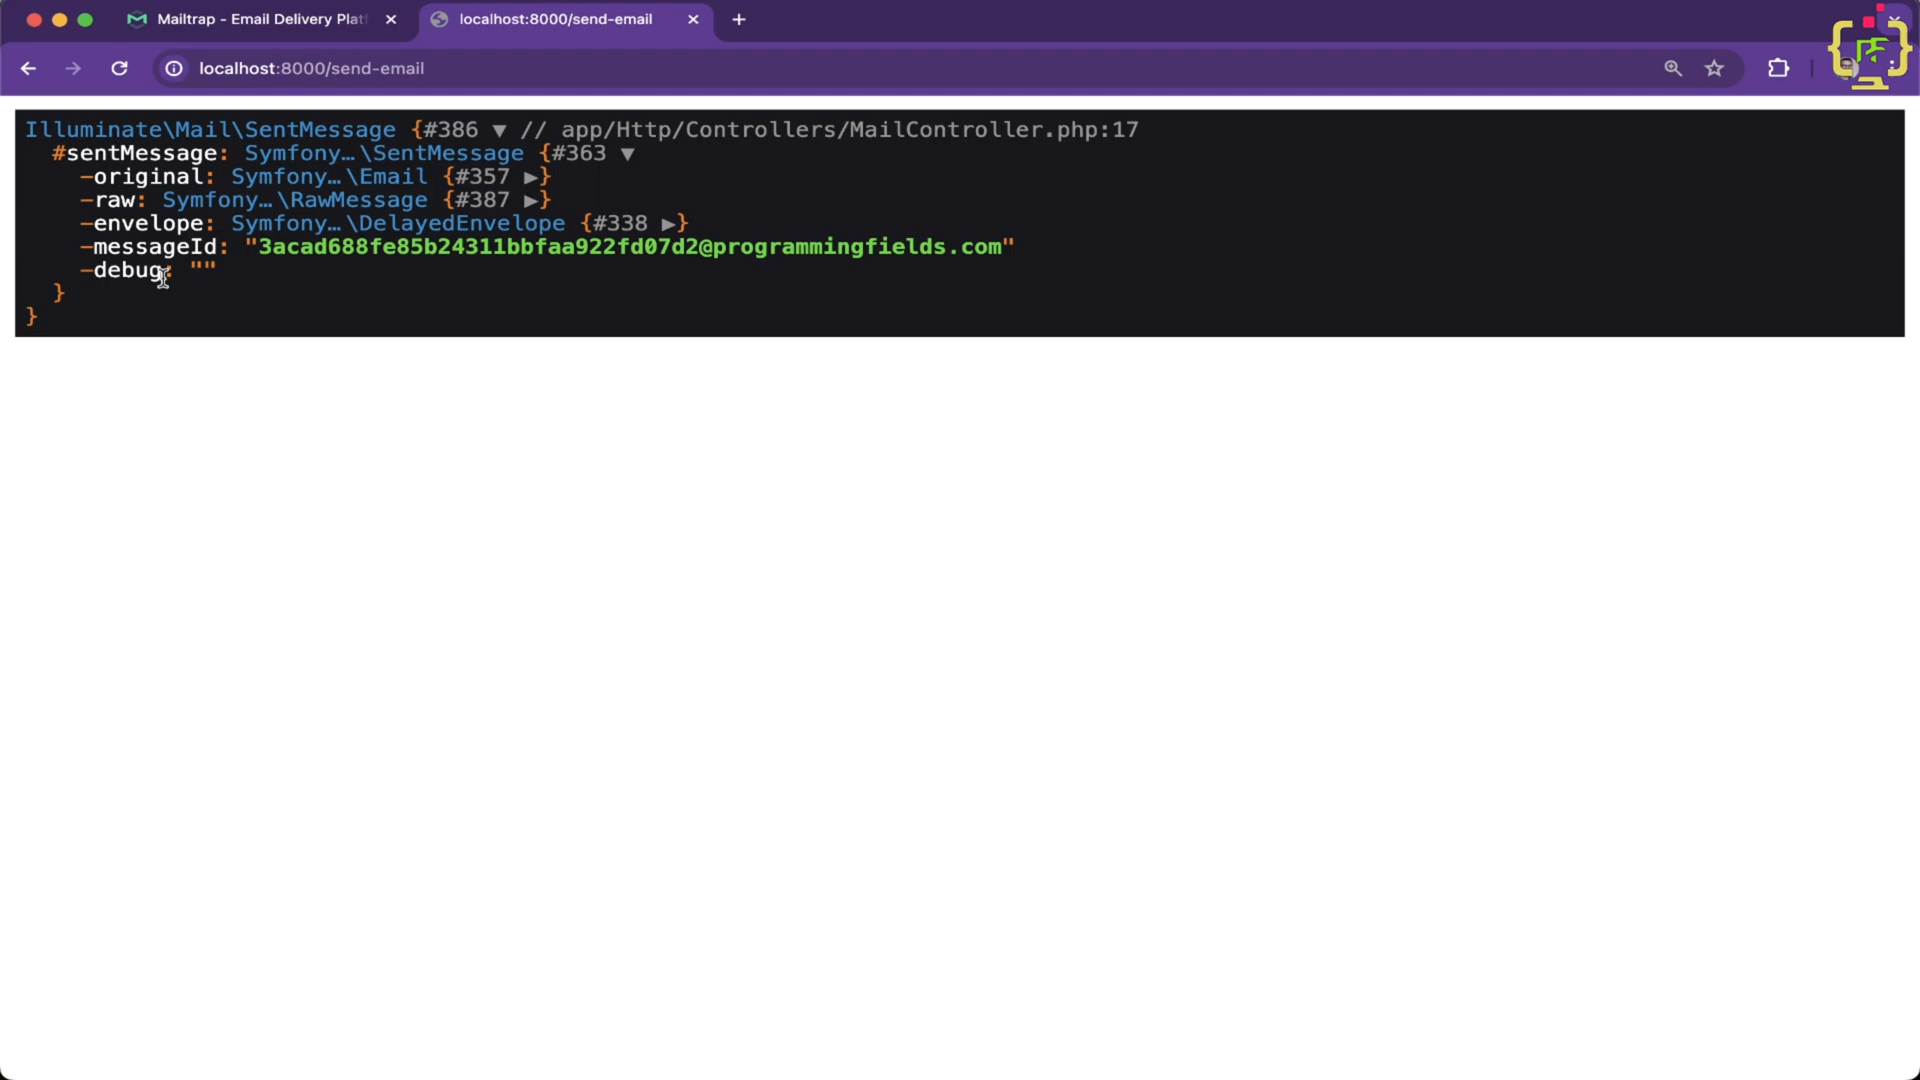 Mailtrap - Email Delivery Plat
localhost:8000/send-email
localhost:8000/send-email
Illuminate\Mail\SentMessage {#386 ▼ // app/Http/Controllers/MailController.php:17
#sentMessage: Symfony…\SentMessage {#363 ▼
-original: Symfony…\Email {#357 ▶}
-raw: Symfony…\RawMessage {#387 ▶}
-envelope: Symfony…\DelayedEnvelope {#338 ▶}
-messageId: "3acad688fe85b24311bbfaa922fd07d2@programmingfields.com"
-debug: ""
}
}
{PF}